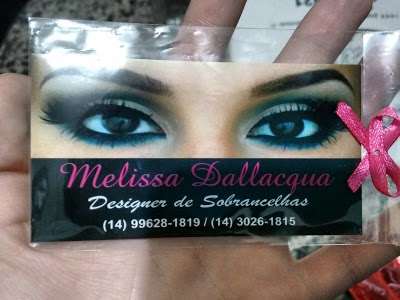 Melissa Dallacqua
Designer de Sobrancelhas
(14) 99628-1819 / (14) 3026-1815